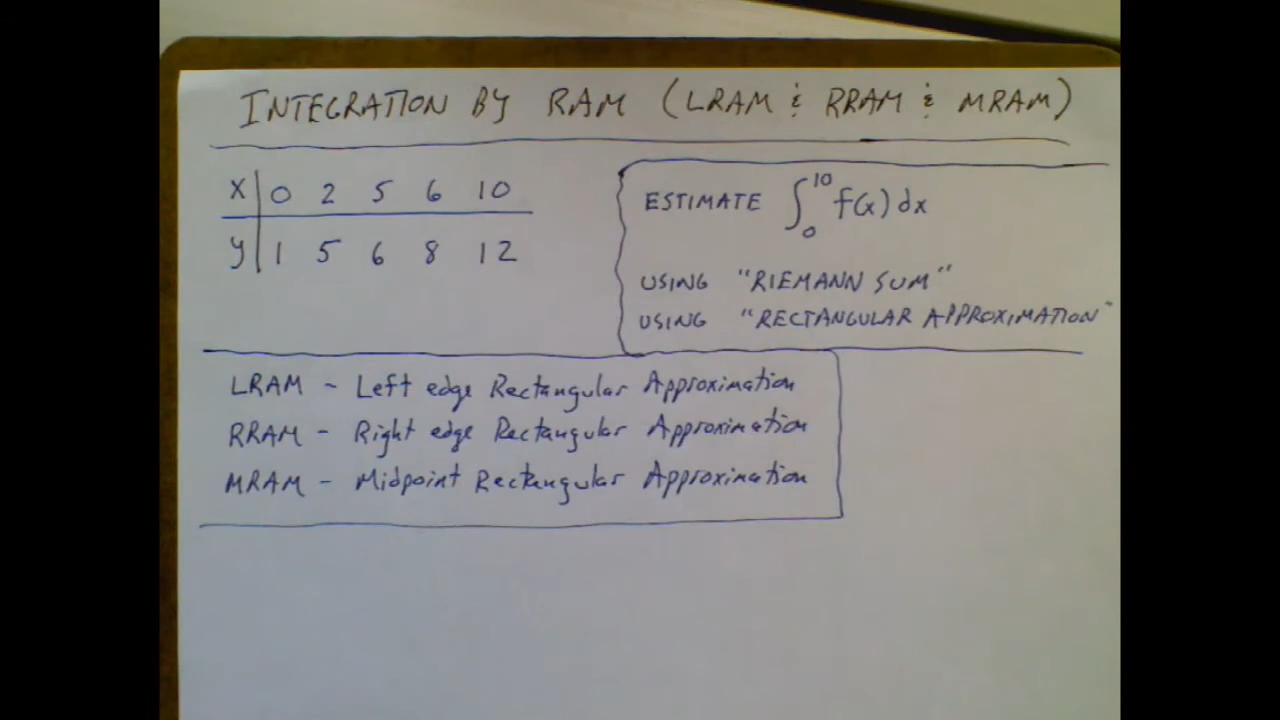 INTEGRATION BY RAM (LRAM & RRAM & MRAM)
X | 0 2 5 6 10
y | 1 5 6 8 12
ESTIMATE ∫₀¹⁰ f(x) dx
USING "RIEMANN SUM"
USING "RECTANGULAR APPROXIMATION"
LRAM - Left edge Rectangular Approximation
RRAM - Right edge Rectangular Approximation
MRAM - Midpoint Rectangular Approximation